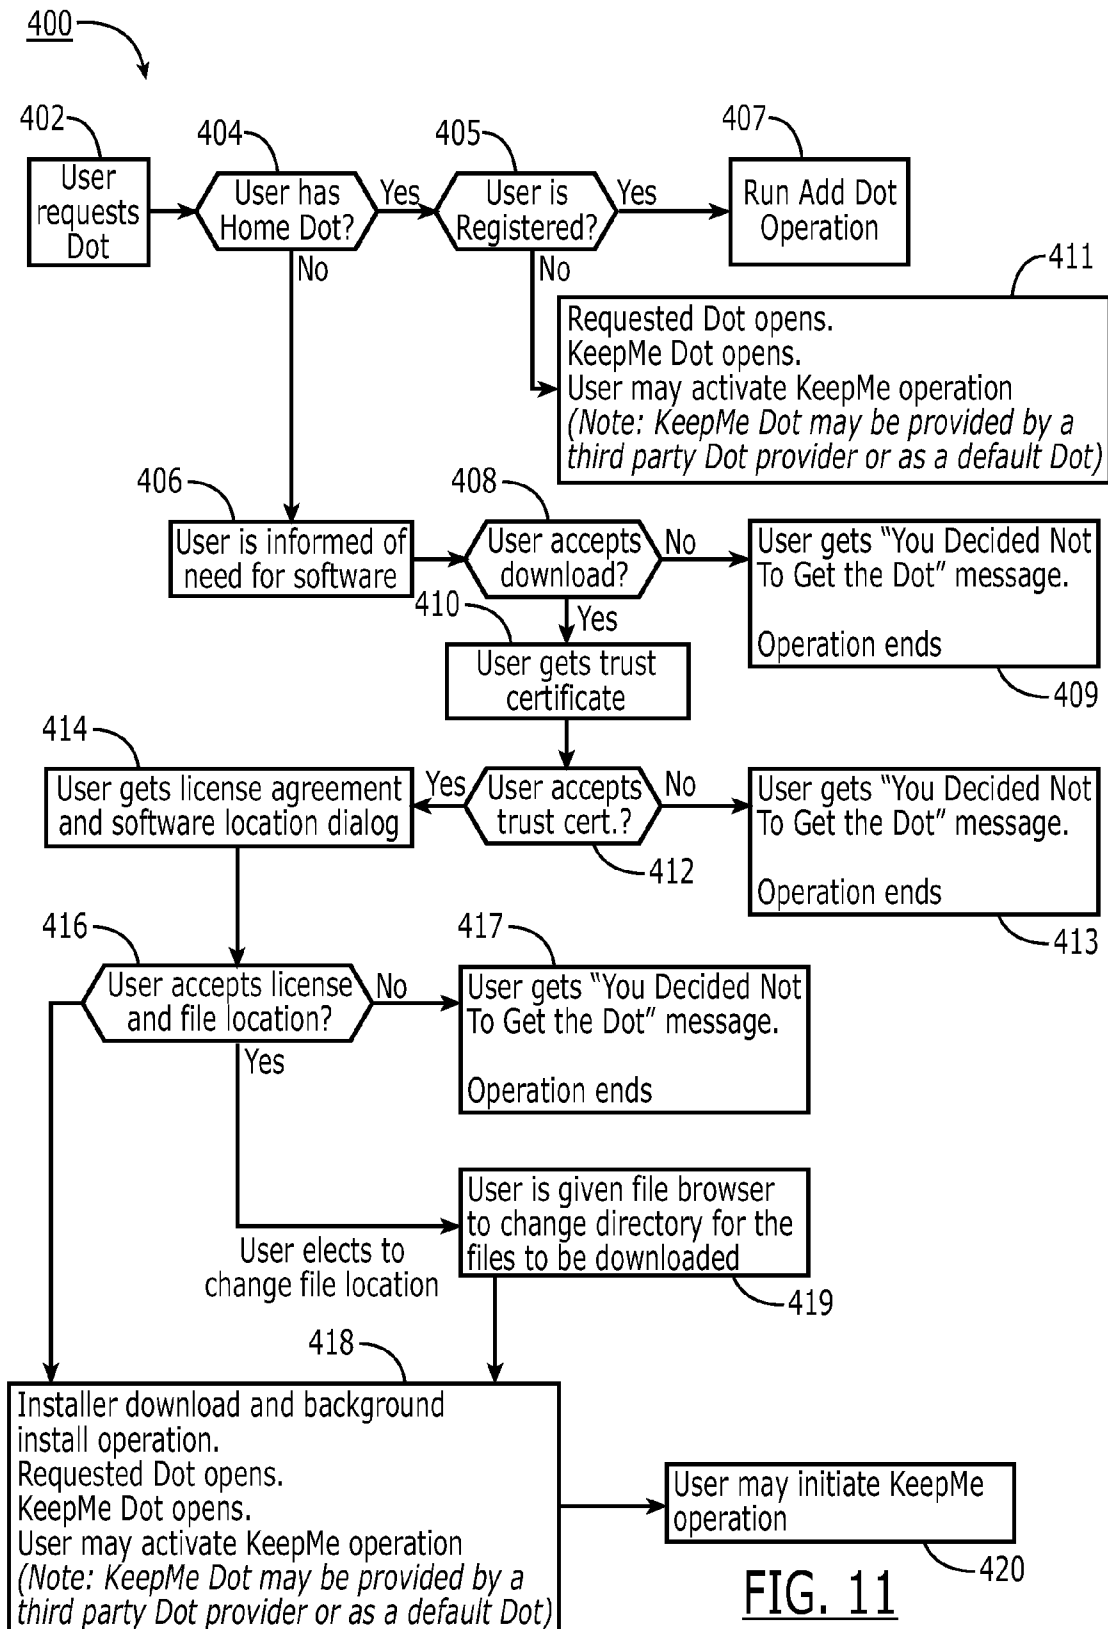 400
402
404
405
407
User
requests
Dot
User has
Home Dot?
Yes
User is
Registered?
Yes
Run Add Dot
Operation
No
No
411
Requested Dot opens.
KeepMe Dot opens.
User may activate KeepMe operation
(Note: KeepMe Dot may be provided by a
third party Dot provider or as a default Dot)
406
408
User is informed of
need for software
User accepts
download?
No
User gets “You Decided Not
To Get the Dot” message.
Operation ends
409
410
Yes
User gets trust
certificate
414
User gets license agreement
and software location dialog
Yes
User accepts
trust cert.?
412
No
User gets “You Decided Not
To Get the Dot” message.
Operation ends
413
416
User accepts license
and file location?
No
417
User gets “You Decided Not
To Get the Dot” message.
Operation ends
Yes
User elects to
change file location
User is given file browser
to change directory for the
files to be downloaded
419
418
Installer download and background
install operation.
Requested Dot opens.
KeepMe Dot opens.
User may activate KeepMe operation
(Note: KeepMe Dot may be provided by a
third party Dot provider or as a default Dot)
User may initiate KeepMe
operation
420
FIG. 11